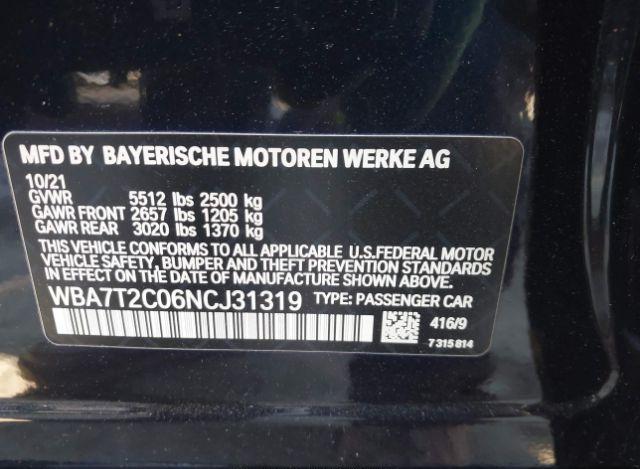 MFD BY BAYERISCHE MOTOREN WERKE AG
10/21
GVWR 5512 lbs 2500 kg
GAWR FRONT 2657 lbs 1205 kg
GAWR REAR 3020 lbs 1370 kg
THIS VEHICLE CONFORMS TO ALL APPLICABLE U.S.FEDERAL MOTOR
VEHICLE SAFETY, BUMPER AND THEFT PREVENTION STANDARDS
IN EFFECT ON THE DATE OF MANUFACTURE SHOWN ABOVE.
WBA7T2C06NCJ31319 TYPE: PASSENGER CAR
416/9
7315814